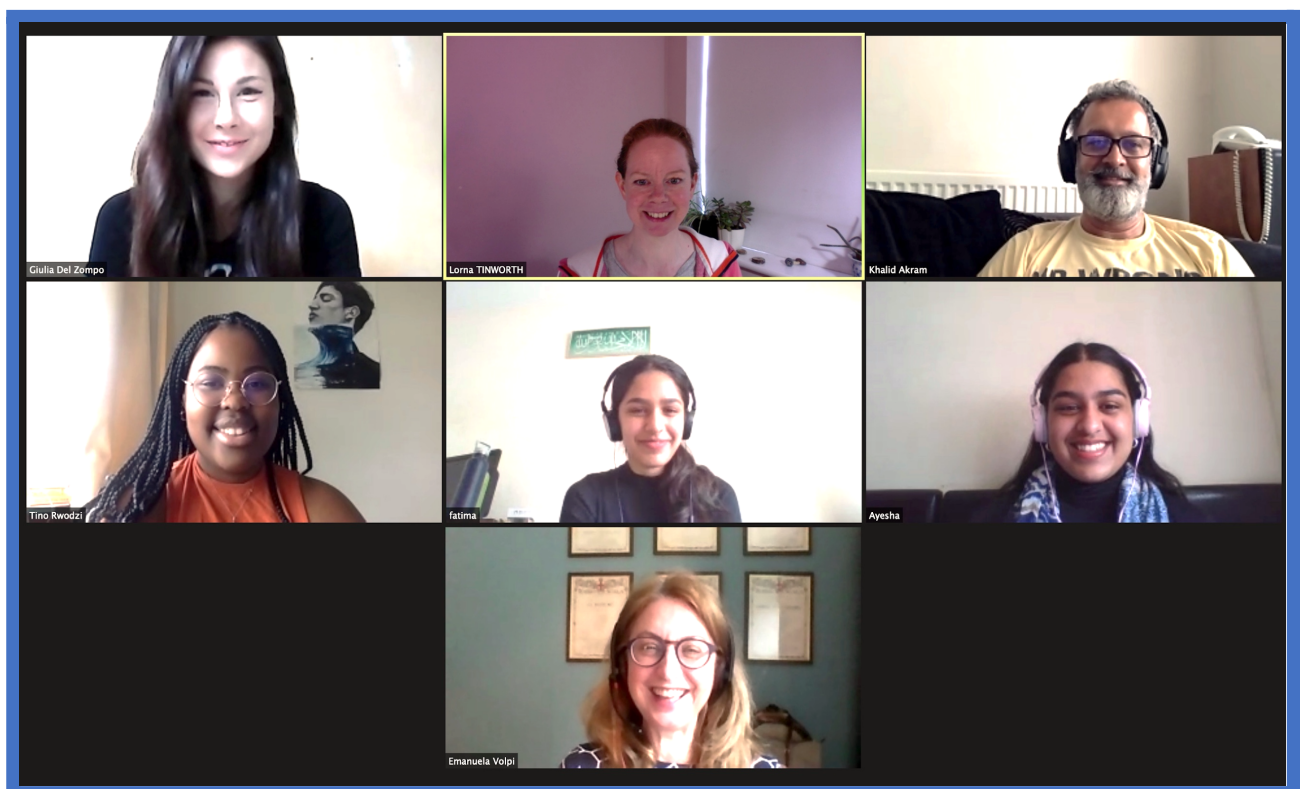 Giulia Del Zompo
Lorna TINWORTH
Khalid Akram
Tino Rwodzi
fatima
Ayesha
Emanuela Volpi